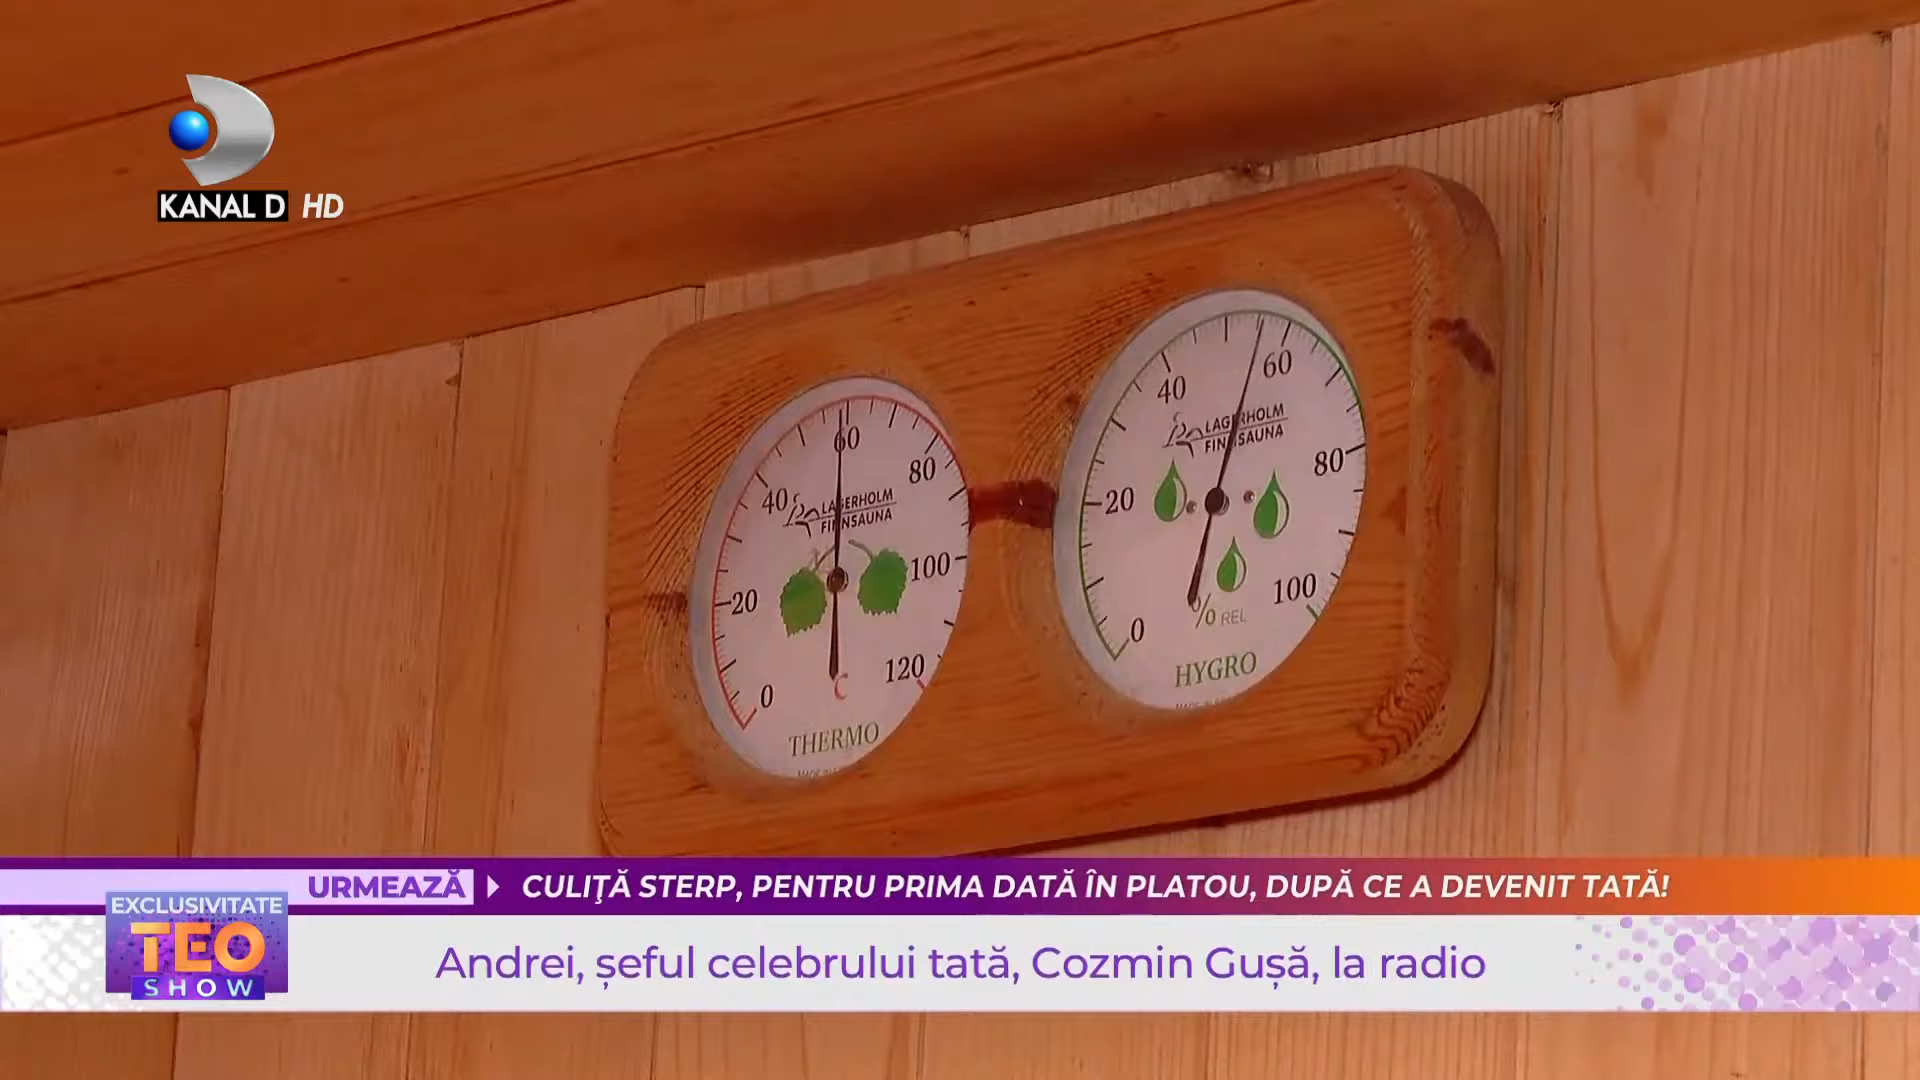 KANAL D HD
60
40
80
LAGERHOLM
FINNSAUNA
20
100
0
120
C
THERMO
60
40
LAGERHOLM
FINNSAUNA
80
20
100
0
% REL
HYGRO
URMEAZĂ
CULIŢĂ STERP, PENTRU PRIMA DATĂ ÎN PLATOU, DUPĂ CE A DEVENIT TATĂ!
EXCLUSIVITATE
TEO
SHOW
Andrei, șeful celebrului tată, Cozmin Gușă, la radio